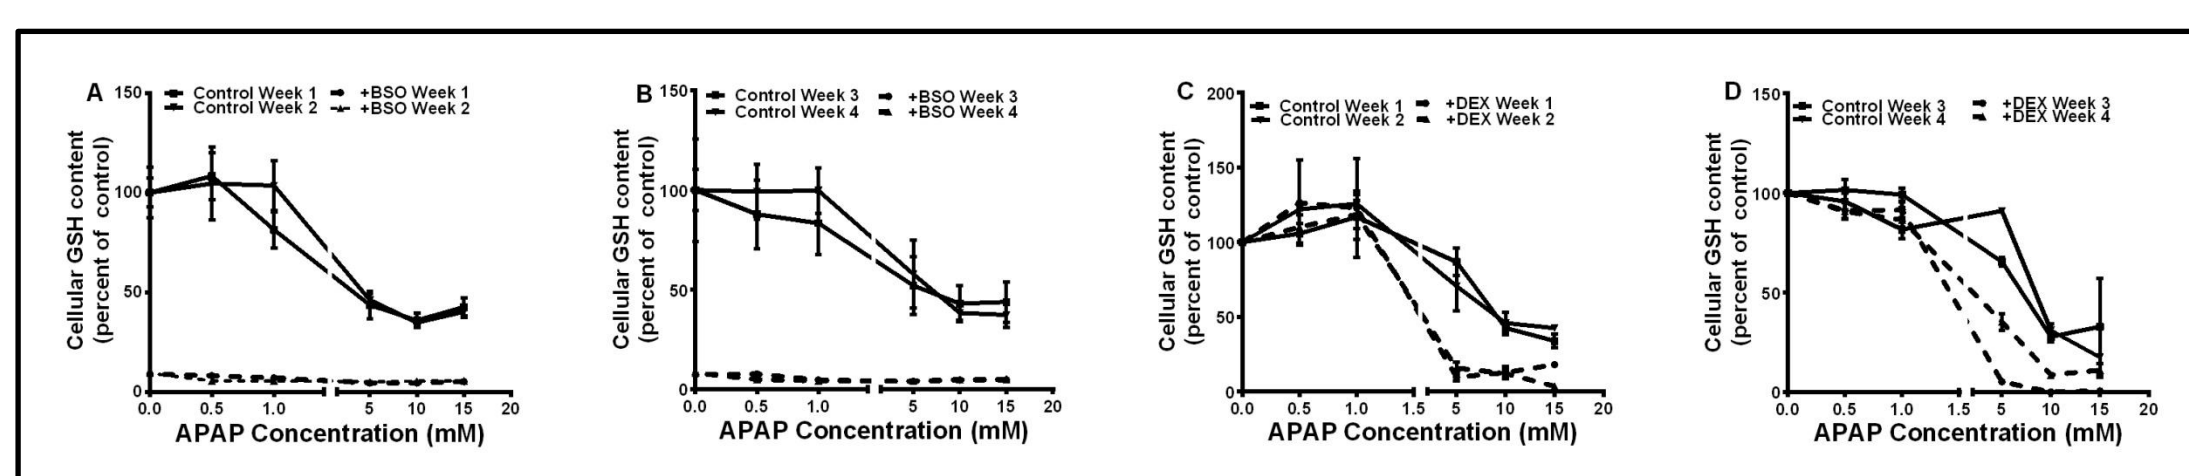 A
150
Control Week 1
+BSO Week 1
Control Week 2
+BSO Week 2
Cellular GSH content
(percent of control)
100
50
0
0.0 0.5 1.0 5 10 15 20
APAP Concentration (mM)
B
150
Control Week 3
+BSO Week 3
Control Week 4
+BSO Week 4
Cellular GSH content
(percent of control)
100
50
0
0.0 0.5 1.0 5 10 15 20
APAP Concentration (mM)
C
200
Control Week 1
+DEX Week 1
Control Week 2
+DEX Week 2
Cellular GSH content
(percent of control)
150
100
50
0
0.0 0.5 1.0 1.5 5 10 15 20
APAP Concentration (mM)
D
150
Control Week 3
+DEX Week 3
Control Week 4
+DEX Week 4
Cellular GSH content
(percent of control)
100
50
0
0.0 0.5 1.0 1.5 5 10 15 20
APAP Concentration (mM)